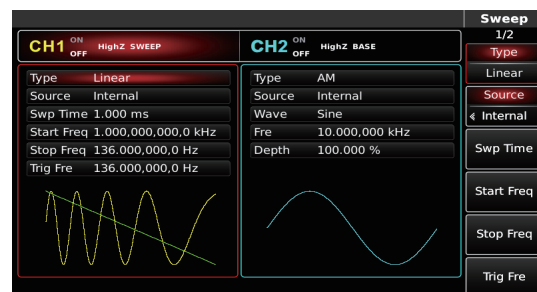 Sweep
1/2
CH1 ON OFF HighZ SWEEP
CH2 ON OFF HighZ BASE
Type Linear
Source Internal
Swp Time 1.000 ms
Start Freq 1.000,000,000,0 kHz
Stop Freq 136.000,000,0 Hz
Trig Fre 136.000,000,0 Hz
Type AM
Source Internal
Wave Sine
Fre 10.000,000 kHz
Depth 100.000 %
Type
Linear
Source
Internal
Swp Time
Start Freq
Stop Freq
Trig Fre